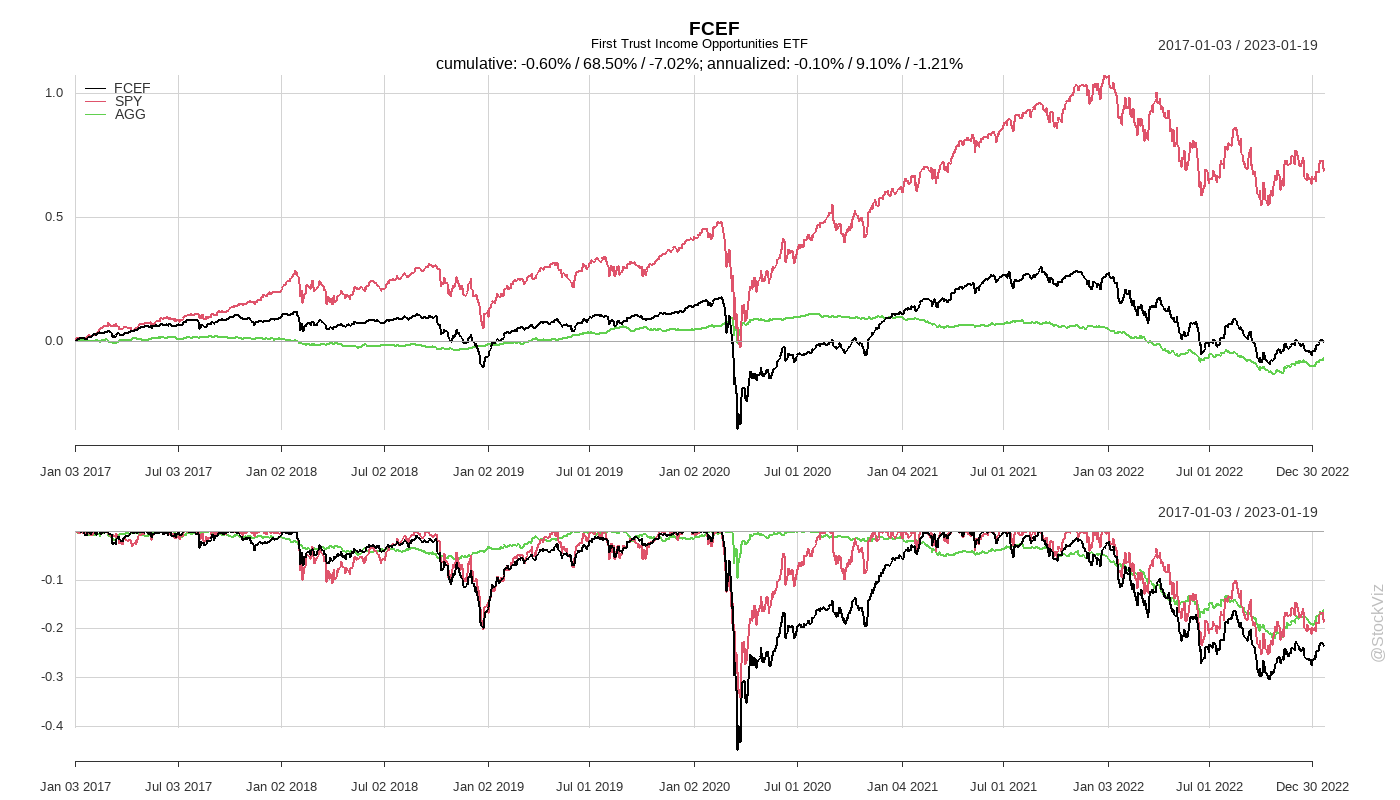 FCEF
First Trust Income Opportunities ETF
2017-01-03 / 2023-01-19
cumulative: -0.60% / 68.50% / -7.02%; annualized: -0.10% / 9.10% / -1.21%
FCEF
SPY
AGG
1.0
0.5
0.0
Jan 03 2017 Jul 03 2017 Jan 02 2018 Jul 02 2018 Jan 02 2019 Jul 01 2019 Jan 02 2020 Jul 01 2020 Jan 04 2021 Jul 01 2021 Jan 03 2022 Jul 01 2022 Dec 30 2022
2017-01-03 / 2023-01-19
-0.1
-0.2
-0.3
-0.4
Jan 03 2017 Jul 03 2017 Jan 02 2018 Jul 02 2018 Jan 02 2019 Jul 01 2019 Jan 02 2020 Jul 01 2020 Jan 04 2021 Jul 01 2021 Jan 03 2022 Jul 01 2022 Dec 30 2022
@StockViz